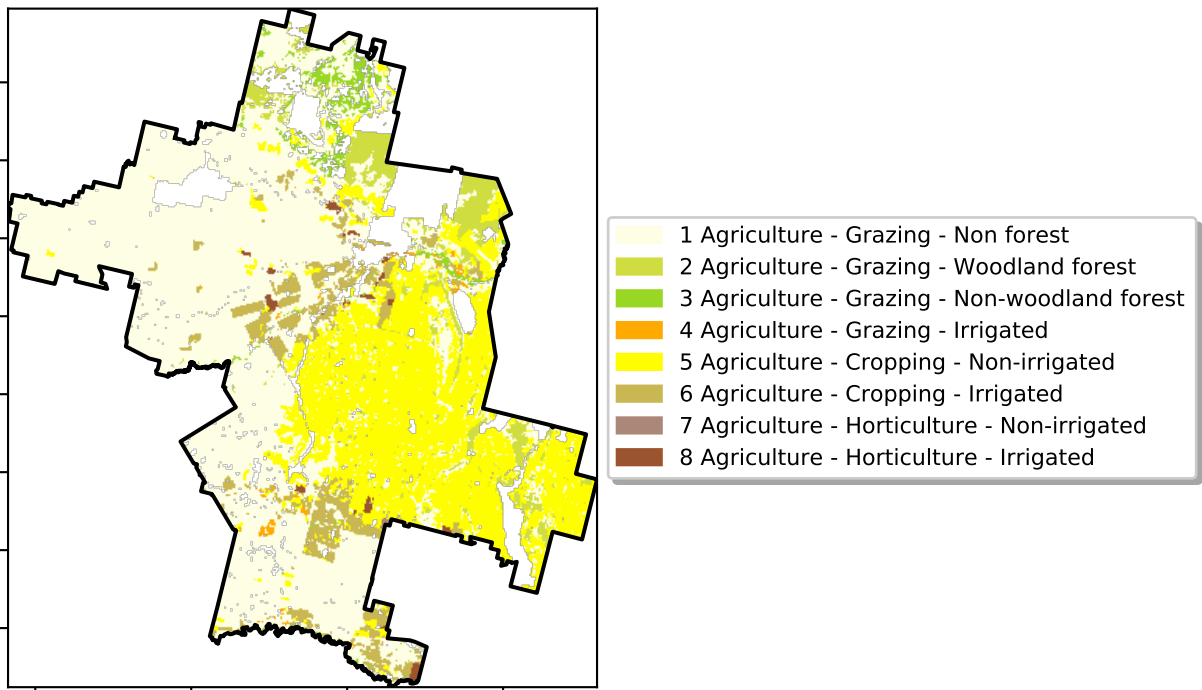 1 Agriculture - Grazing - Non forest
2 Agriculture - Grazing - Woodland forest
3 Agriculture - Grazing - Non-woodland forest
4 Agriculture - Grazing - Irrigated
5 Agriculture - Cropping - Non-irrigated
6 Agriculture - Cropping - Irrigated
7 Agriculture - Horticulture - Non-irrigated
8 Agriculture - Horticulture - Irrigated